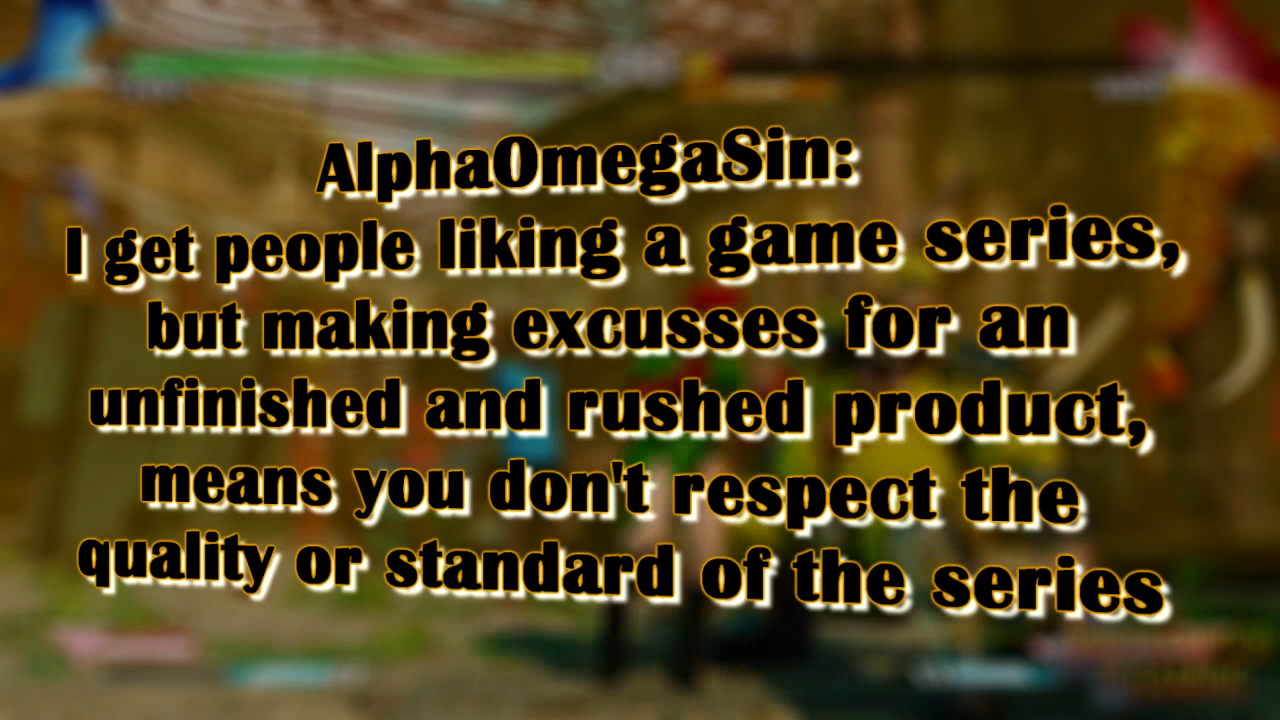 AlphaOmegaSin:
I get people liking a game series,
but making excusses for an
unfinished and rushed product,
means you don't respect the
quality or standard of the series